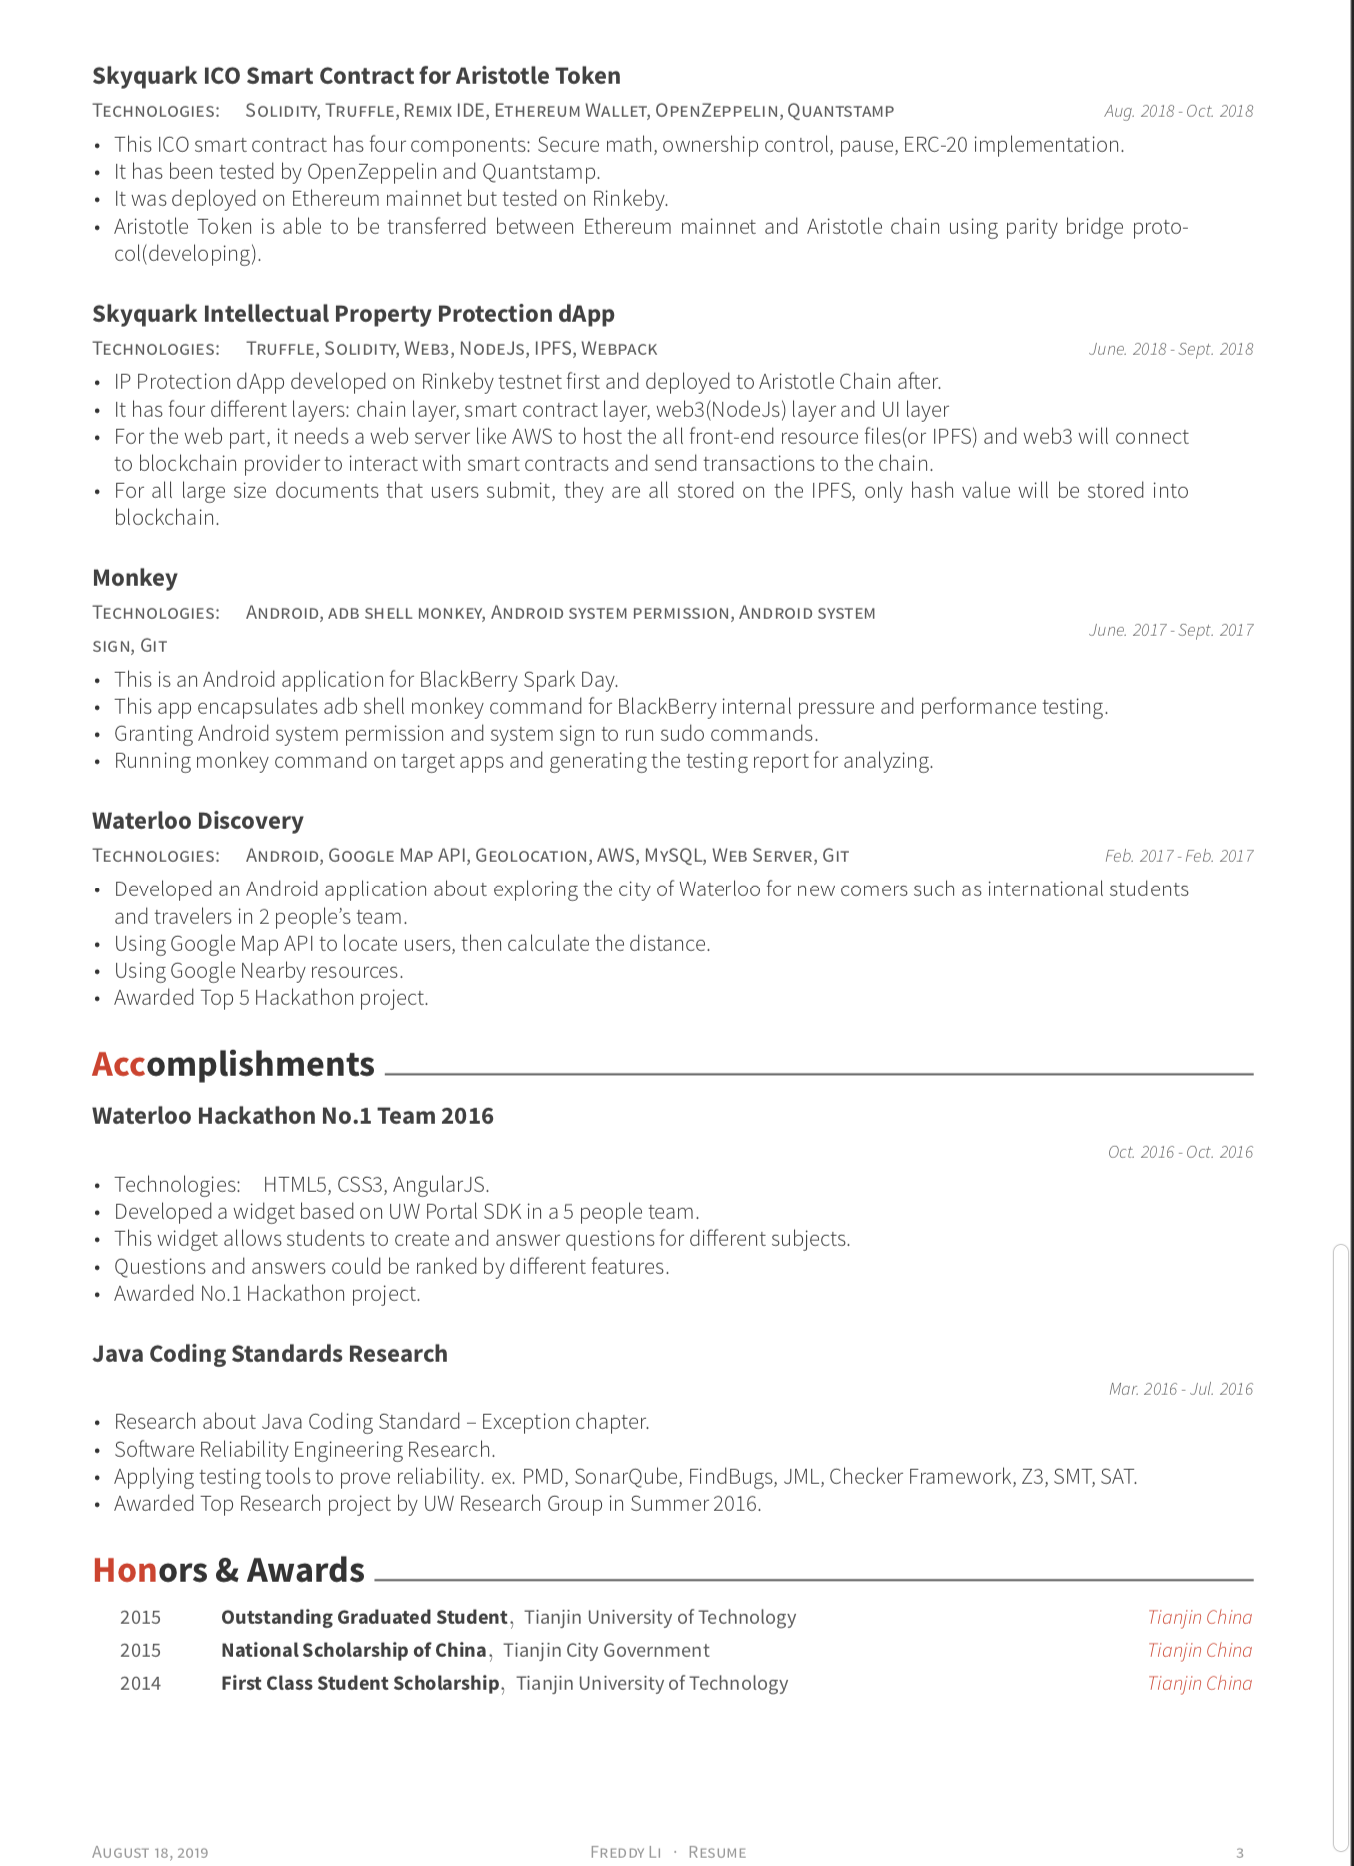 Skyquark ICO Smart Contract for Aristotle Token
Technologies: Solidity, Truffle, Remix IDE, Ethereum Wallet, OpenZeppelin, Quantstamp Aug. 2018 - Oct. 2018
• This ICO smart contract has four components: Secure math, ownership control, pause, ERC-20 implementation.
• It has been tested by OpenZeppelin and Quantstamp.
• It was deployed on Ethereum mainnet but tested on Rinkeby.
• Aristotle Token is able to be transferred between Ethereum mainnet and Aristotle chain using parity bridge proto-
col(developing).
Skyquark Intellectual Property Protection dApp
Technologies: Truffle, Solidity, Web3, NodeJs, IPFS, Webpack June. 2018 - Sept. 2018
• IP Protection dApp developed on Rinkeby testnet first and deployed to Aristotle Chain after.
• It has four different layers: chain layer, smart contract layer, web3(NodeJs) layer and UI layer
• For the web part, it needs a web server like AWS to host the all front-end resource files(or IPFS) and web3 will connect
to blockchain provider to interact with smart contracts and send transactions to the chain.
• For all large size documents that users submit, they are all stored on the IPFS, only hash value will be stored into
blockchain.
Monkey
Technologies: Android, adb shell monkey, Android system permission, Android system
sign, Git June. 2017 - Sept. 2017
• This is an Android application for BlackBerry Spark Day.
• This app encapsulates adb shell monkey command for BlackBerry internal pressure and performance testing.
• Granting Android system permission and system sign to run sudo commands.
• Running monkey command on target apps and generating the testing report for analyzing.
Waterloo Discovery
Technologies: Android, Google Map API, Geolocation, AWS, MySQL, Web Server, Git Feb. 2017 - Feb. 2017
• Developed an Android application about exploring the city of Waterloo for new comers such as international students
and travelers in 2 people's team.
• Using Google Map API to locate users, then calculate the distance.
• Using Google Nearby resources.
• Awarded Top 5 Hackathon project.
Accomplishments
Waterloo Hackathon No.1 Team 2016
Oct. 2016 - Oct. 2016
• Technologies: HTML5, CSS3, AngularJS.
• Developed a widget based on UW Portal SDK in a 5 people team.
• This widget allows students to create and answer questions for different subjects.
• Questions and answers could be ranked by different features.
• Awarded No.1 Hackathon project.
Java Coding Standards Research
Mar. 2016 - Jul. 2016
• Research about Java Coding Standard – Exception chapter.
• Software Reliability Engineering Research.
• Applying testing tools to prove reliability. ex. PMD, SonarQube, FindBugs, JML, Checker Framework, Z3, SMT, SAT.
• Awarded Top Research project by UW Research Group in Summer 2016.
Honors & Awards
2015 Outstanding Graduated Student, Tianjin University of Technology Tianjin China
2015 National Scholarship of China, Tianjin City Government Tianjin China
2014 First Class Student Scholarship, Tianjin University of Technology Tianjin China
August 18, 2019 Freddy Li · Resume 3